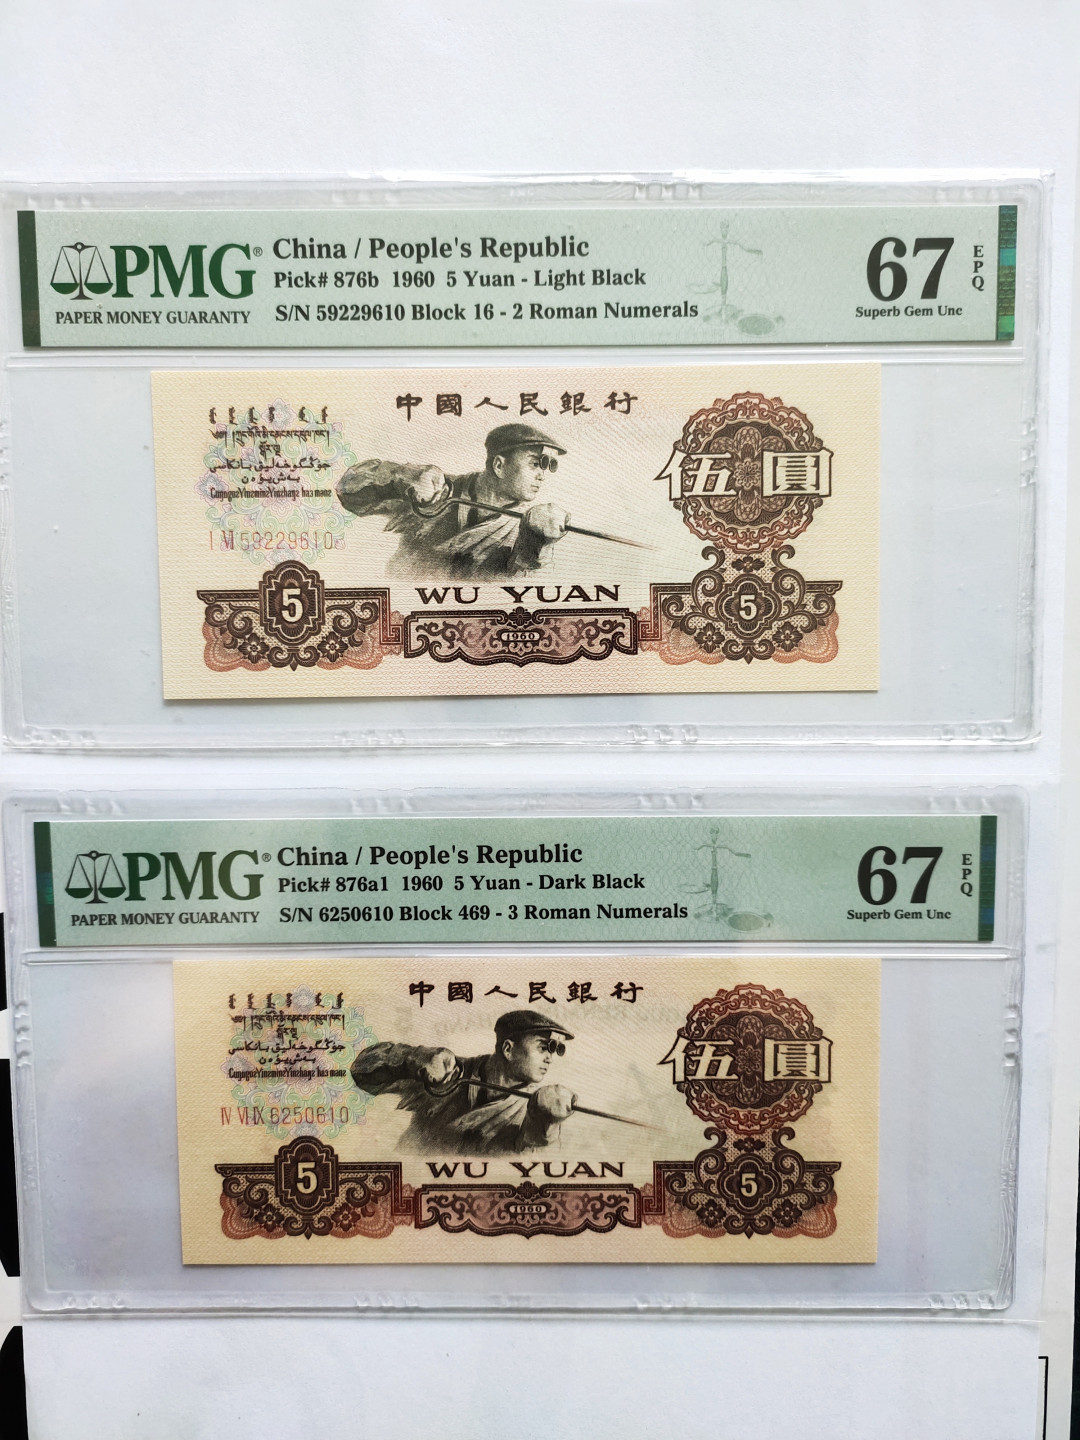 PMG®
PAPER MONEY GUARANTY
China / People's Republic
Pick# 876b 1960 5 Yuan - Light Black
S/N 59229610 Block 16 - 2 Roman Numerals
67
EPQ
Superb Gem Unc
中國人民銀行
伍圓
I VI 59229610
5
WU YUAN
1960
5
PMG®
PAPER MONEY GUARANTY
China / People's Republic
Pick# 876a1 1960 5 Yuan - Dark Black
S/N 6250610 Block 469 - 3 Roman Numerals
67
EPQ
Superb Gem Unc
中國人民銀行
伍圓
IV VI IX 6250610
5
WU YUAN
1960
5